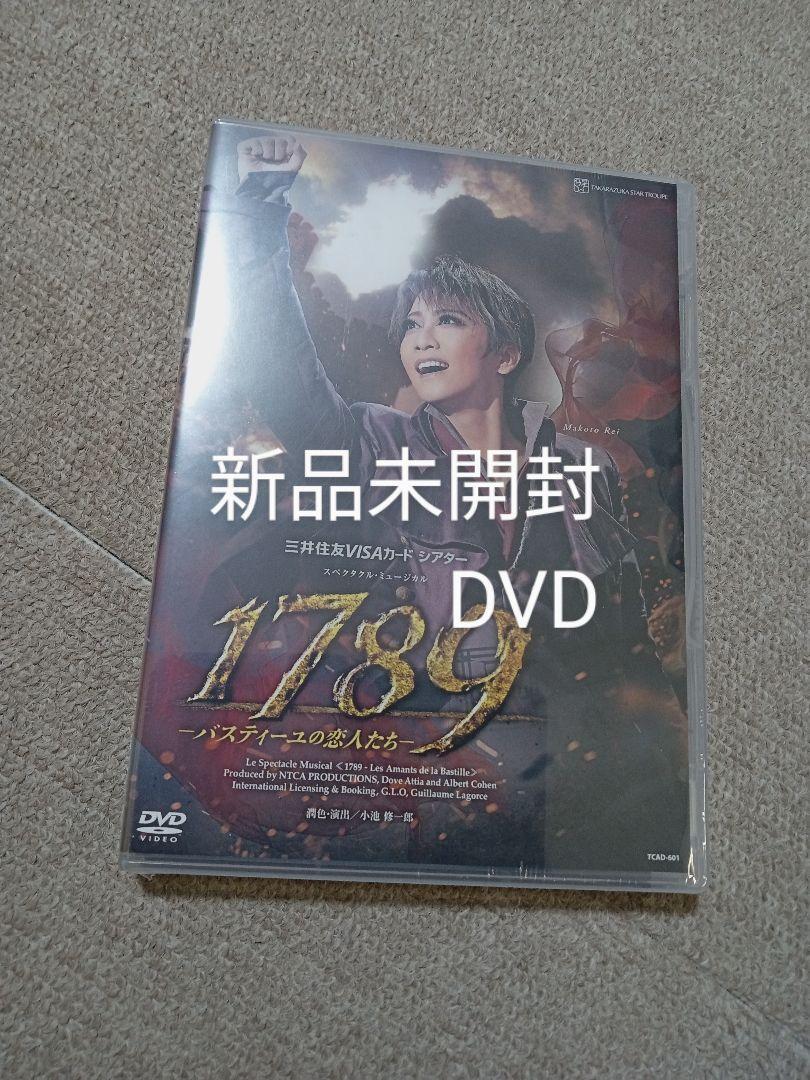 TAKARAZUKA STAR TROUPE
Makoto Rei
新品未開封
三井住友VISAカード シアター
スペクタクル・ミュージカル
DVD
1789
ーバスティーユの恋人たちー
Le Spectacle Musical <1789 - Les Amants de la Bastille>
Produced by NTCA PRODUCTIONS, Dove Attia and Albert Cohen
International Licensing & Booking, G.L.O, Guillaume Lagorce
潤色・演出／小池 修一郎
DVD
VIDEO
TCAD-601